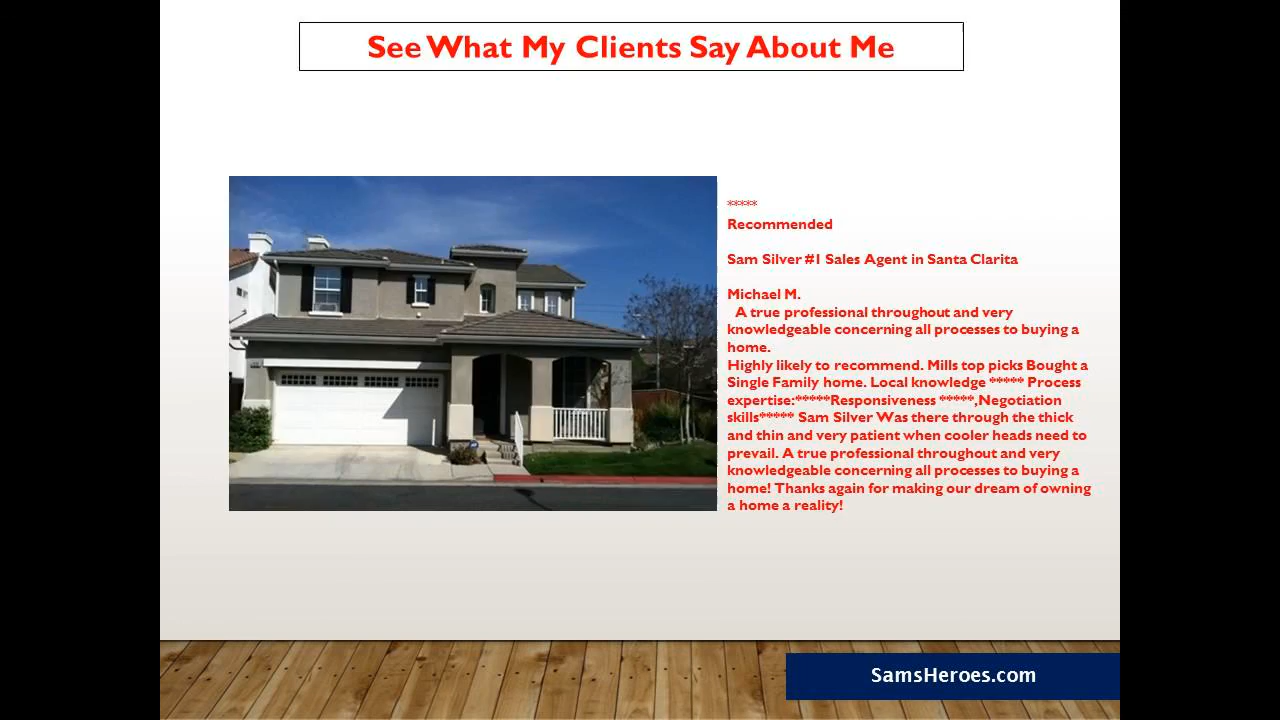 See What My Clients Say About Me
*****
Recommended
Sam Silver #1 Sales Agent in Santa Clarita
Michael M.
A true professional throughout and very
knowledgeable concerning all processes to buying a
home.
Highly likely to recommend. Mills top picks Bought a
Single Family home. Local knowledge ***** Process
expertise:*****Responsiveness *****,Negotiation
skills***** Sam Silver Was there through the thick
and thin and very patient when cooler heads need to
prevail. A true professional throughout and very
knowledgeable concerning all processes to buying a
home! Thanks again for making our dream of owning
a home a reality!
SamsHeroes.com